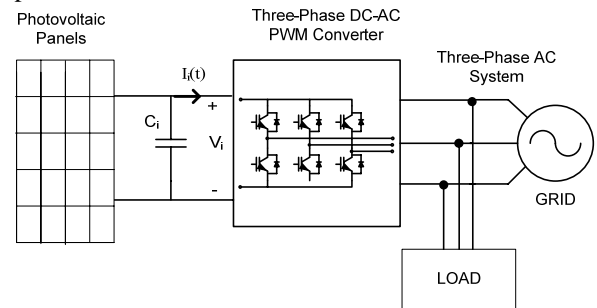 Photovoltaic
Panels
Three-Phase DC-AC
PWM Converter
Three-Phase AC
System
Iᵢ(t)
+
Cᵢ
Vᵢ
-
GRID
LOAD